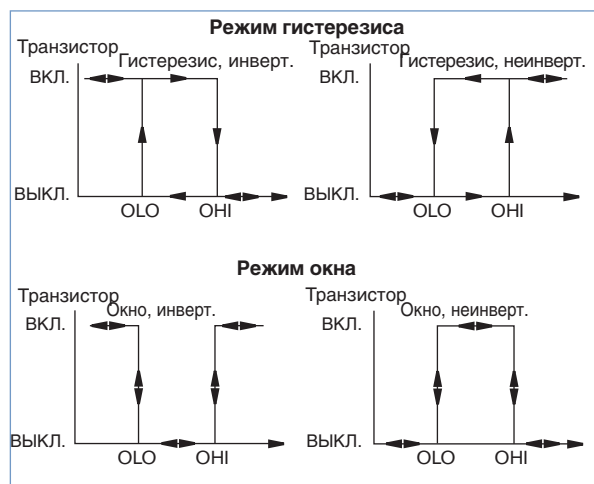 Режим гистерезиса
Транзистор
Гистерезис, инверт.
ВКЛ.
ВЫКЛ.
OLO
OHI
Транзистор
Гистерезис, неинверт.
ВКЛ.
ВЫКЛ.
OLO
OHI
Режим окна
Транзистор
Окно, инверт.
ВКЛ.
ВЫКЛ.
OLO
OHI
Транзистор
Окно, неинверт.
ВКЛ.
ВЫКЛ.
OLO
OHI